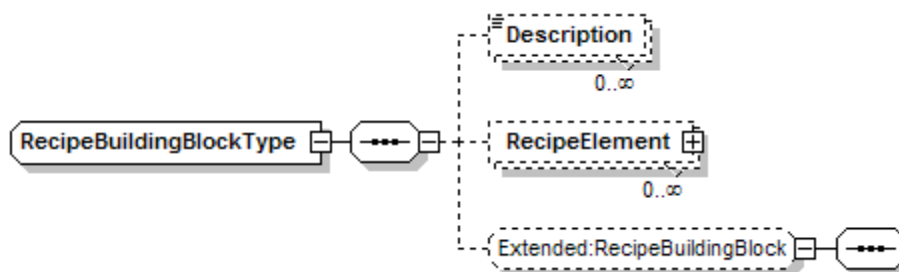 Description
0..∞
RecipeBuildingBlockType
RecipeElement
0..∞
Extended:RecipeBuildingBlock